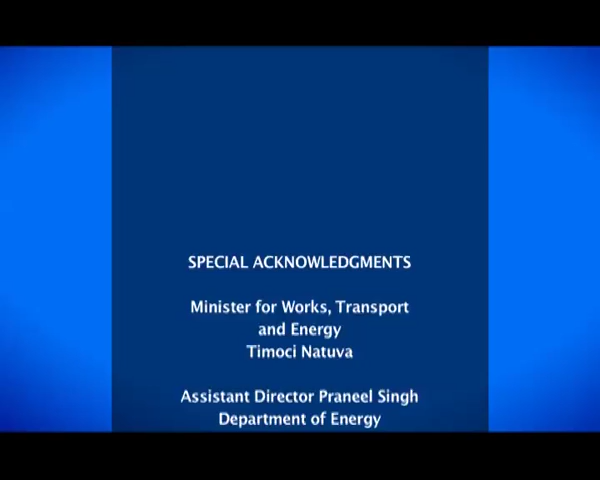 SPECIAL ACKNOWLEDGMENTS
Minister for Works, Transport
and Energy
Timoci Natuva
Assistant Director Praneel Singh
Department of Energy